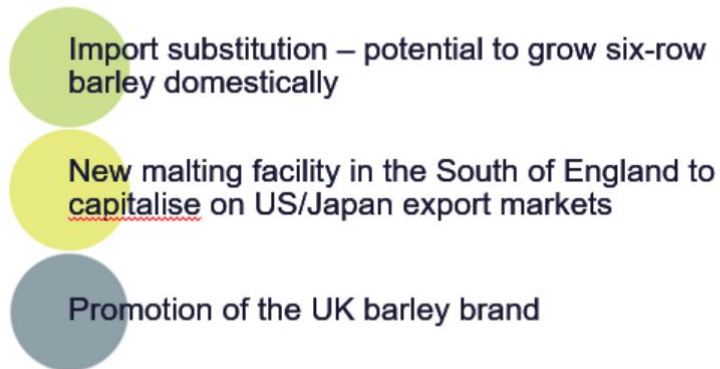 Import substitution – potential to grow six-row
barley domestically
New malting facility in the South of England to
capitalise on US/Japan export markets
Promotion of the UK barley brand